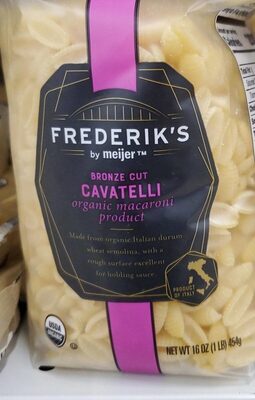 FREDERIK'S
by meijer™
BRONZE CUT
CAVATELLI
organic macaroni
product
Made from organic Italian durum
wheat semolina, with a
rough surface excellent
for holding sauce
PRODUCT OF ITALY
USDA
ORGANIC
NET WT 16 OZ (1 LB) 454g